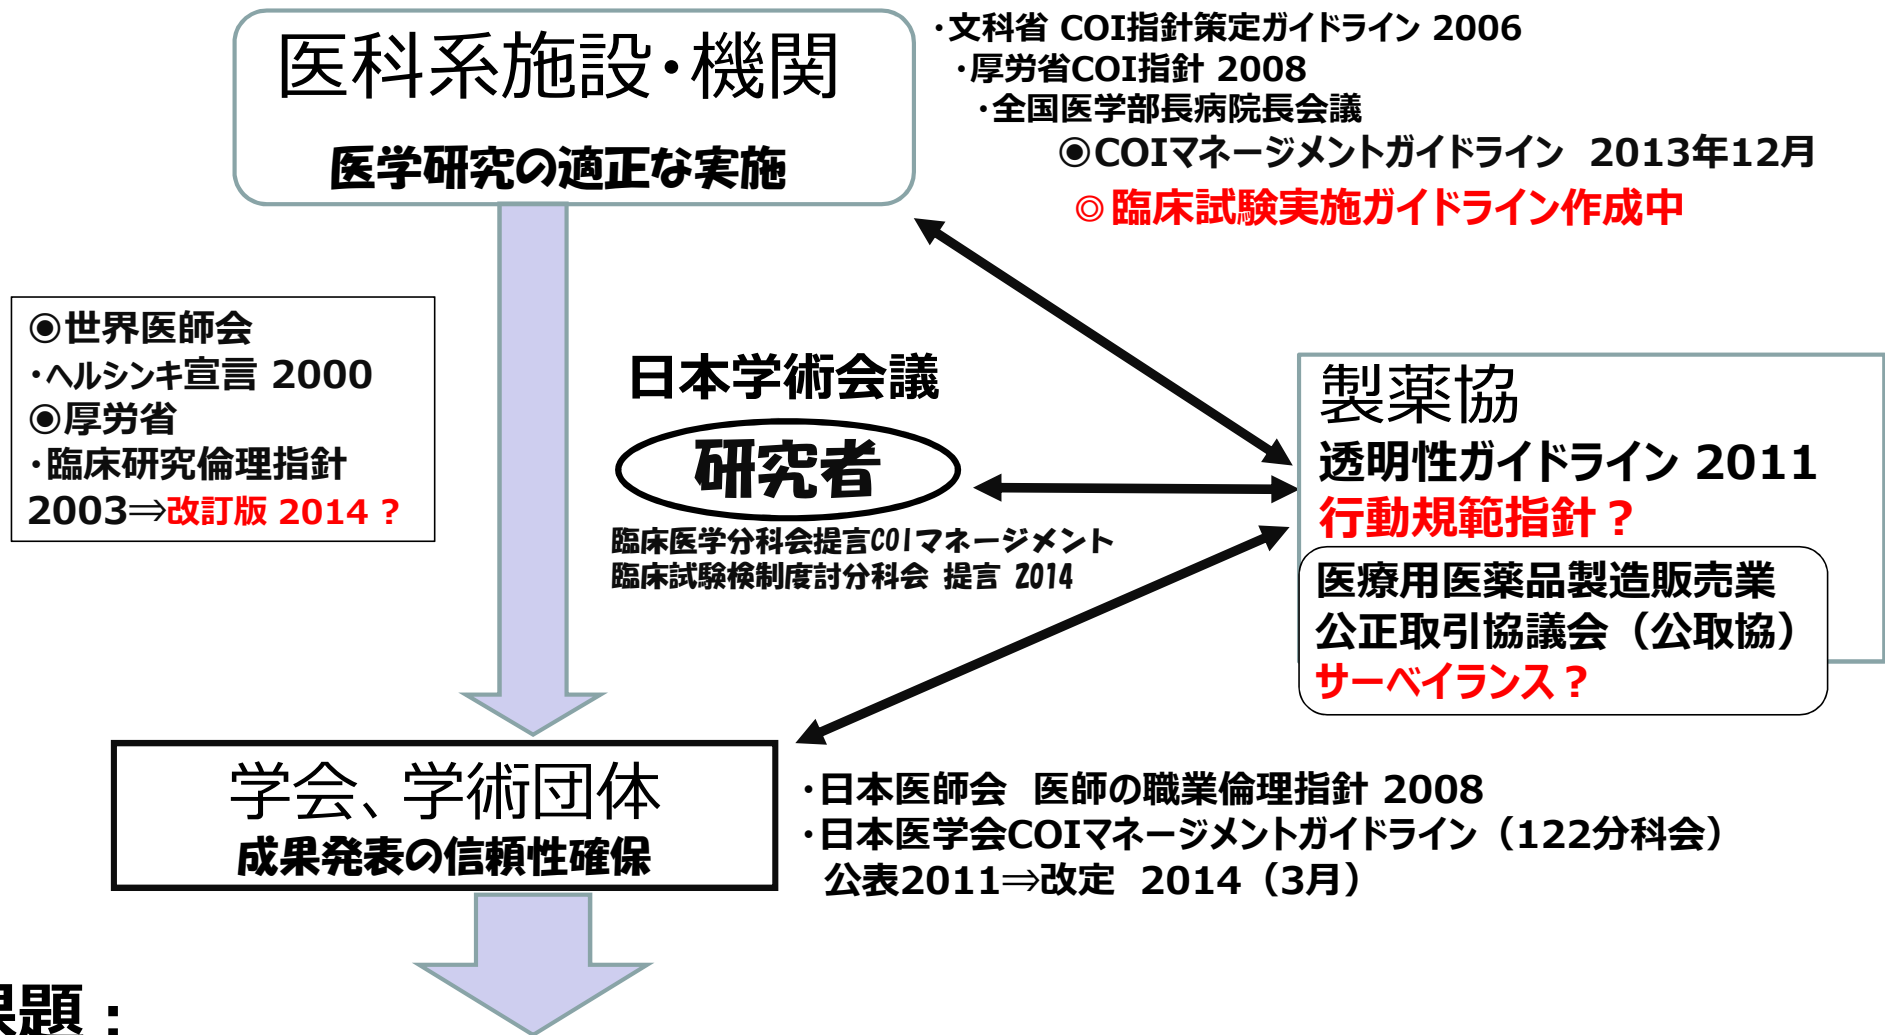 医科系施設・機関
医学研究の適正な実施
・文科省 COI指針策定ガイドライン 2006
・厚労省COI指針 2008
・全国医学部長病院長会議
◉COIマネージメントガイドライン 2013年12月
◎臨床試験実施ガイドライン作成中
◉世界医師会
・ヘルシンキ宣言 2000
◉厚労省
・臨床研究倫理指針
2003⇒改訂版 2014？
日本学術会議
研究者
臨床医学分科会提言COIマネージメント
臨床試験検制度討分科会 提言 2014
製薬協
透明性ガイドライン 2011
行動規範指針？
医療用医薬品製造販売業
公正取引協議会（公取協）
サーベイランス？
学会、学術団体
成果発表の信頼性確保
・日本医師会 医師の職業倫理指針 2008
・日本医学会COIマネージメントガイドライン（122分科会）
公表2011⇒改定 2014（3月）
課題：